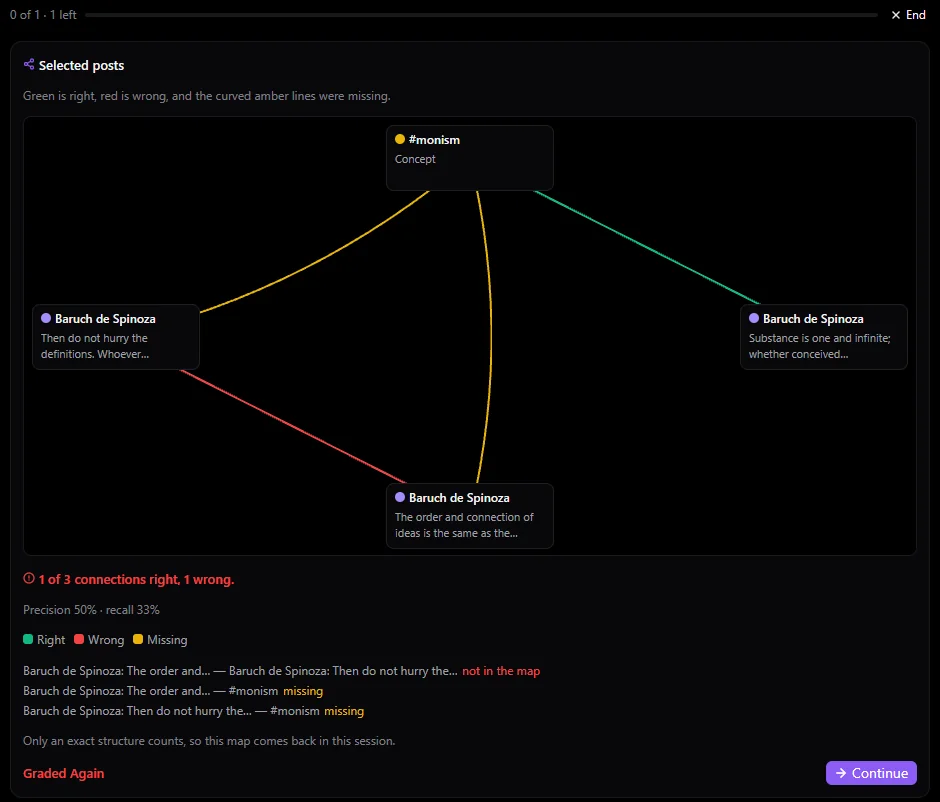 0 of 1 · 1 left
× End
Selected posts
Green is right, red is wrong, and the curved amber lines were missing.
#monism
Concept
Baruch de Spinoza
Then do not hurry the
definitions. Whoever...
Baruch de Spinoza
Substance is one and infinite;
whether conceived...
Baruch de Spinoza
The order and connection of
ideas is the same as the...
1 of 3 connections right, 1 wrong.
Precision 50% · recall 33%
Right Wrong Missing
Baruch de Spinoza: The order and... — Baruch de Spinoza: Then do not hurry the... not in the map
Baruch de Spinoza: The order and... — #monism missing
Baruch de Spinoza: Then do not hurry the... — #monism missing
Only an exact structure counts, so this map comes back in this session.
Graded Again
→ Continue